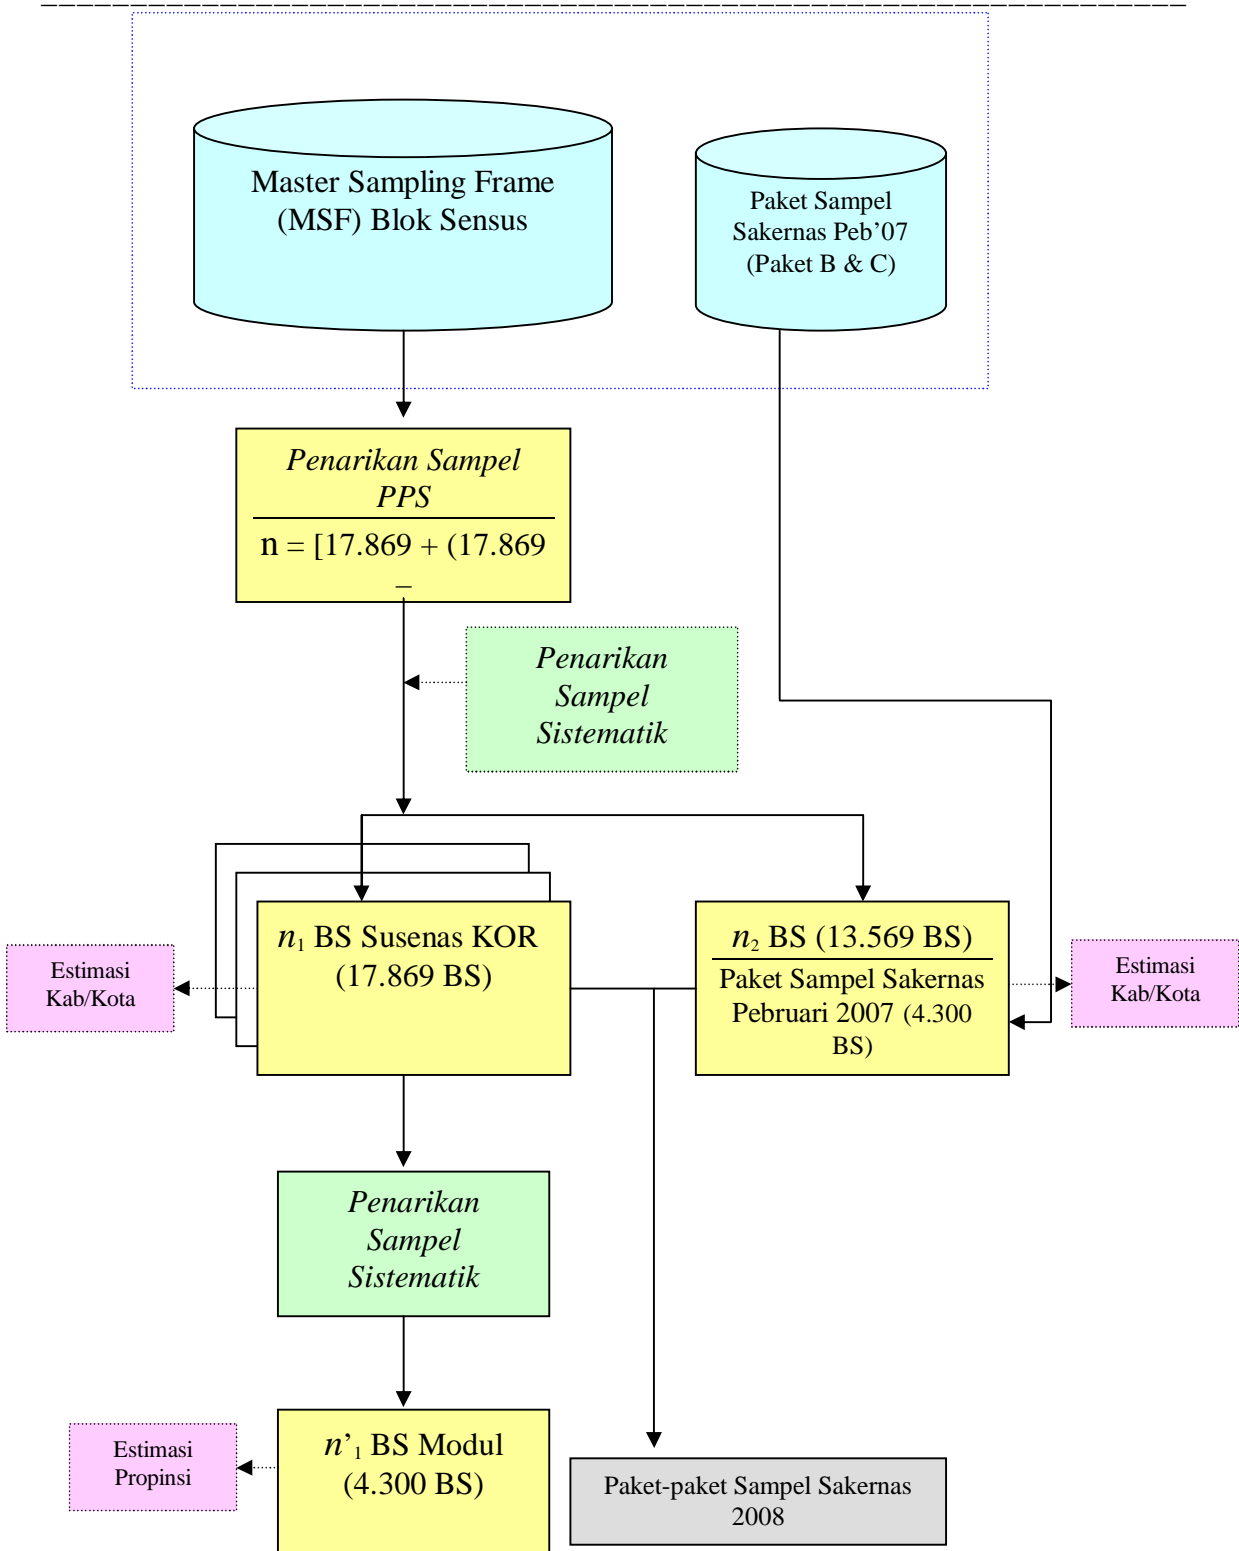 Master Sampling Frame
(MSF) Blok Sensus
Paket Sampel
Sakernas Peb’07
(Paket B & C)
Penarikan Sampel
PPS
n = [17.869 + (17.869
–
Penarikan
Sampel
Sistematik
n₁ BS Susenas KOR
(17.869 BS)
n₂ BS (13.569 BS)
Paket Sampel Sakernas
Pebruari 2007 (4.300
BS)
Estimasi
Kab/Kota
Estimasi
Kab/Kota
Penarikan
Sampel
Sistematik
n’₁ BS Modul
(4.300 BS)
Estimasi
Propinsi
Paket-paket Sampel Sakernas
2008